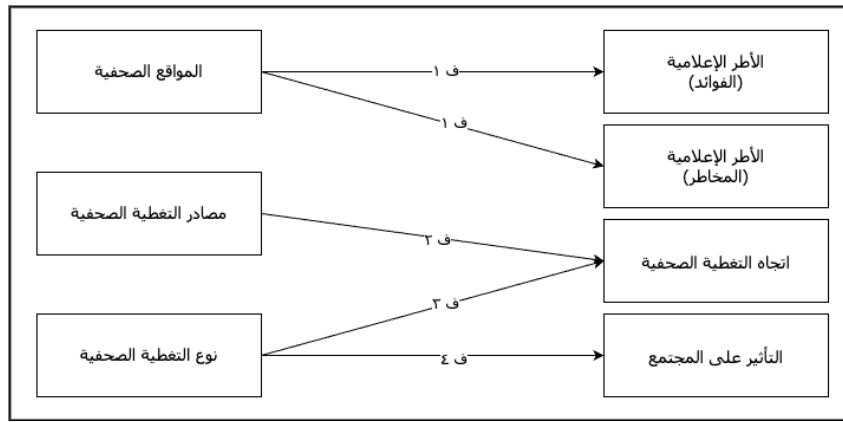 المواقع الصحفية
ف ١
الأطر الإعلامية
(الفوائد)
ف ١
الأطر الإعلامية
(المخاطر)
مصادر التغطية الصحفية
ف ٢
اتجاه التغطية الصحفية
ف ٣
نوع التغطية الصحفية
ف ٤
التأثير على المجتمع